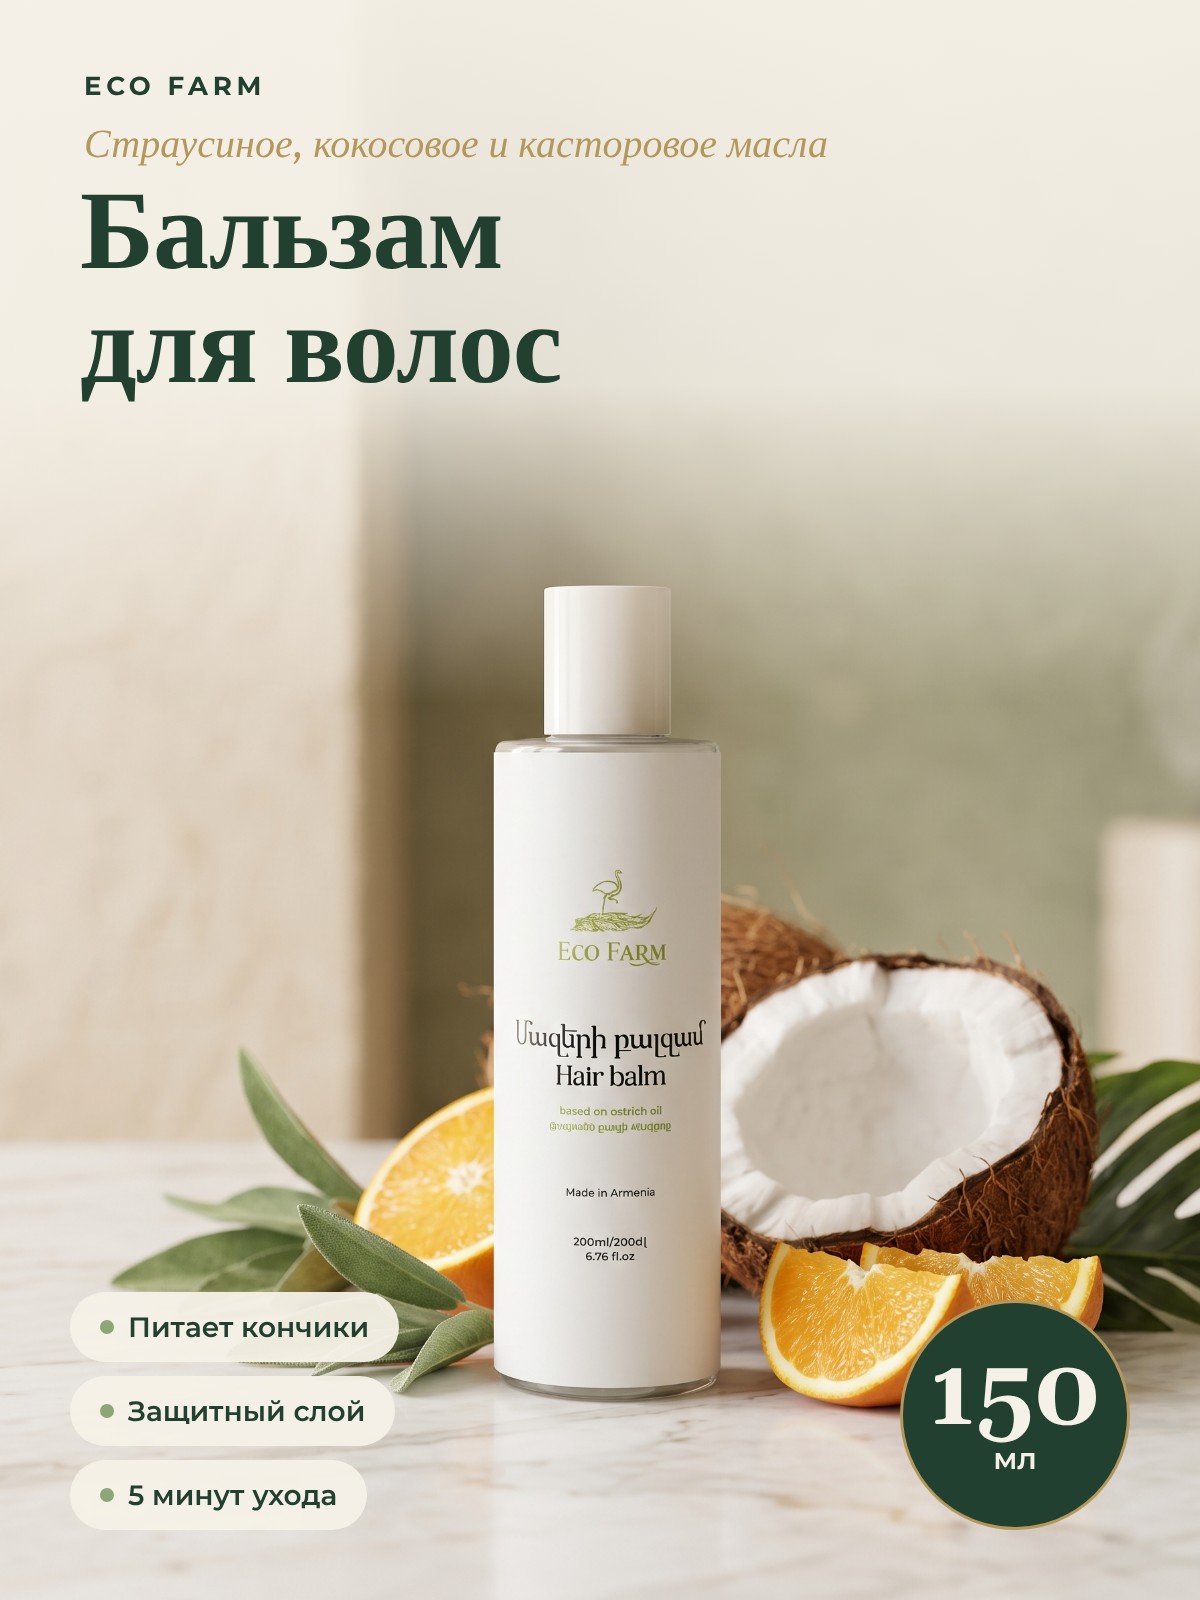 ECO FARM
Страусиное, кокосовое и касторовое масла
Бальзам
для волос
ECO FARM
Մազերի բալզամ
Hair balm
based on ostrich oil
Made in Armenia
200ml/200մլ
6.76 fl.oz
Питает кончики
Защитный слой
5 минут ухода
150
МЛ